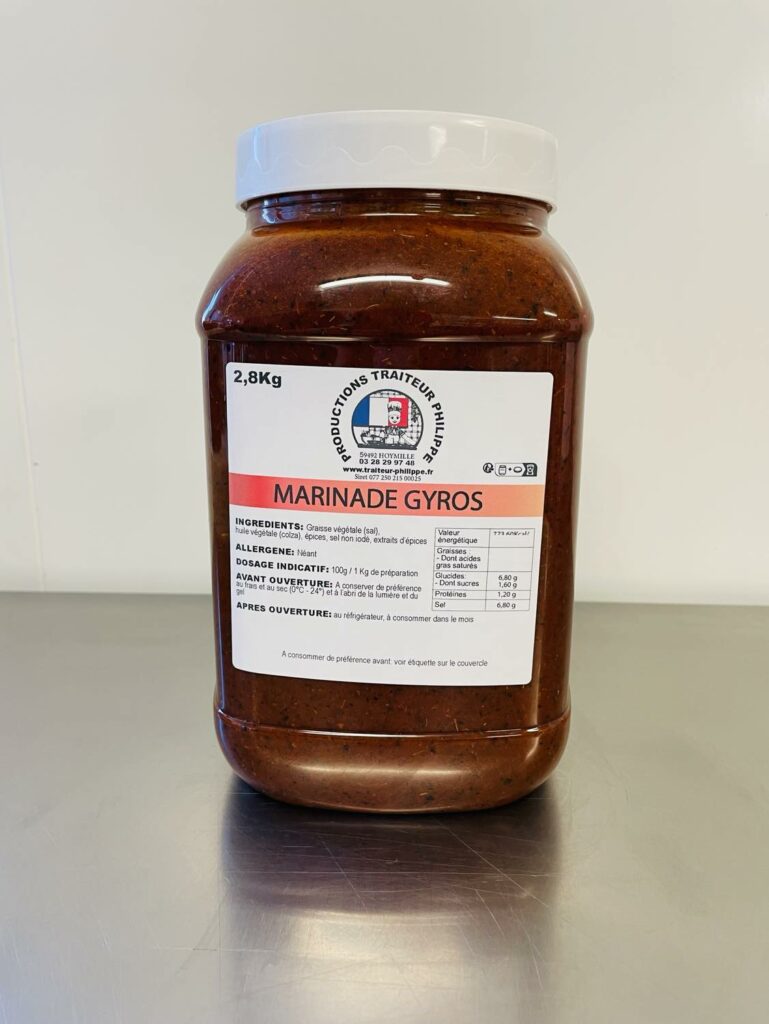 2,8Kg
PRODUCTIONS TRAITEUR PHILIPPE
59492 HOYMILLE
03 28 29 97 48
www.traiteur-philippe.fr
Siret 077 250 215 00025
MARINADE GYROS
INGREDIENTS: Graisse végétale (sal),
huile végétale (colza), épices, sel non iodé, extraits d'épices
ALLERGENE: Néant
DOSAGE INDICATIF: 100g / 1 Kg de préparation
AVANT OUVERTURE: A conserver de préférence
au frais et au sec (0°C - 24°) et à l'abri de la lumière et du
gel
APRES OUVERTURE: au réfrigérateur, à consommer dans le mois
Valeur
énergétique
Graisses
- Dont acides
gras saturés
Glucides: 6,80 g
- Dont sucres 1,60 g
Protéines 1,20 g
Sel 6,80 g
A consommer de préférence avant: voir étiquette sur le couvercle